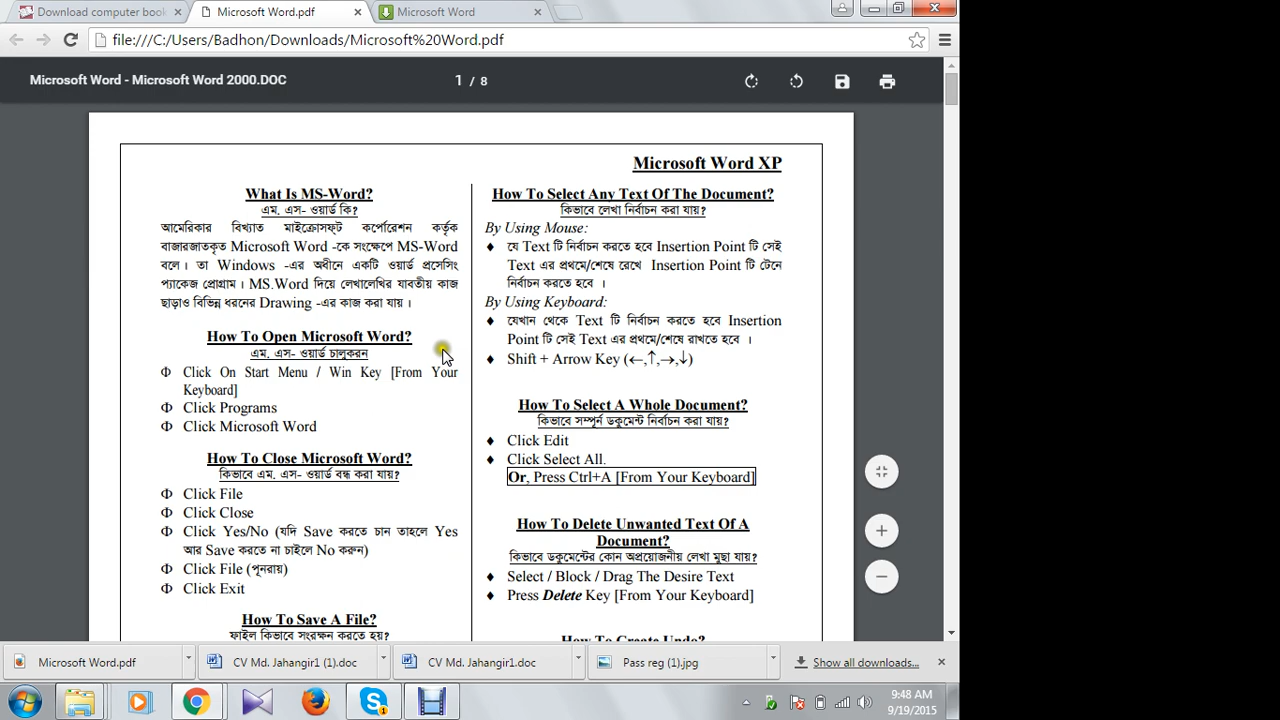 Download computer book
Microsoft Word.pdf
Microsoft Word
file:///C:/Users/Badhon/Downloads/Microsoft%20Word.pdf
Microsoft Word - Microsoft Word 2000.DOC
1 / 8
Microsoft Word XP
What Is MS-Word?
এম. এস- ওয়ার্ড কি?
আমেরিকার বিখ্যাত মাইক্রোসফ্ট কর্পোরেশন কর্তৃক
বাজারজাতকৃত Microsoft Word -কে সংক্ষেপে MS-Word
বলে। তা Windows -এর অধীনে একটি ওয়ার্ড প্রসেসিং
প্যাকেজ প্রোগ্রাম। MS.Word দিয়ে লেখালেখির যাবতীয় কাজ
ছাড়াও বিভিন্ন ধরনের Drawing -এর কাজ করা যায়।
How To Open Microsoft Word?
এম. এস- ওয়ার্ড চালুকরন
Φ Click On Start Menu / Win Key [From Your
Keyboard]
Φ Click Programs
Φ Click Microsoft Word
How To Close Microsoft Word?
কিভাবে এম. এস- ওয়ার্ড বন্ধ করা যায়?
Φ Click File
Φ Click Close
Φ Click Yes/No (যদি Save করতে চান তাহলে Yes
আর Save করতে না চাইলে No করুন)
Φ Click File (পূনরায়)
Φ Click Exit
How To Save A File?
ফাইল কিভাবে সংরক্ষন করতে হয়?
How To Select Any Text Of The Document?
কিভাবে লেখা নির্বাচন করা যায়?
By Using Mouse:
♦ যে Text টি নির্বাচন করতে হবে Insertion Point টি সেই
Text এর প্রথমে/শেষে রেখে Insertion Point টি টেনে
নির্বাচন করতে হবে ।
By Using Keyboard:
♦ যেখান থেকে Text টি নির্বাচন করতে হবে Insertion
Point টি সেই Text এর প্রথমে/শেষে রাখতে হবে ।
♦ Shift + Arrow Key (←,↑,→,↓)
How To Select A Whole Document?
কিভাবে সম্পূর্ন ডকুমেন্ট নির্বাচন করা যায়?
♦ Click Edit
♦ Click Select All.
Or, Press Ctrl+A [From Your Keyboard]
How To Delete Unwanted Text Of A
Document?
কিভাবে ডকুমেন্টের কোন অপ্রয়োজনীয় লেখা মুছা যায়?
♦ Select / Block / Drag The Desire Text
♦ Press Delete Key [From Your Keyboard]
How To Create Undo?
Microsoft Word.pdf
CV Md. Jahangir1 (1).doc
CV Md. Jahangir1.doc
Pass reg (1).jpg
Show all downloads...
9:48 AM
9/19/2015